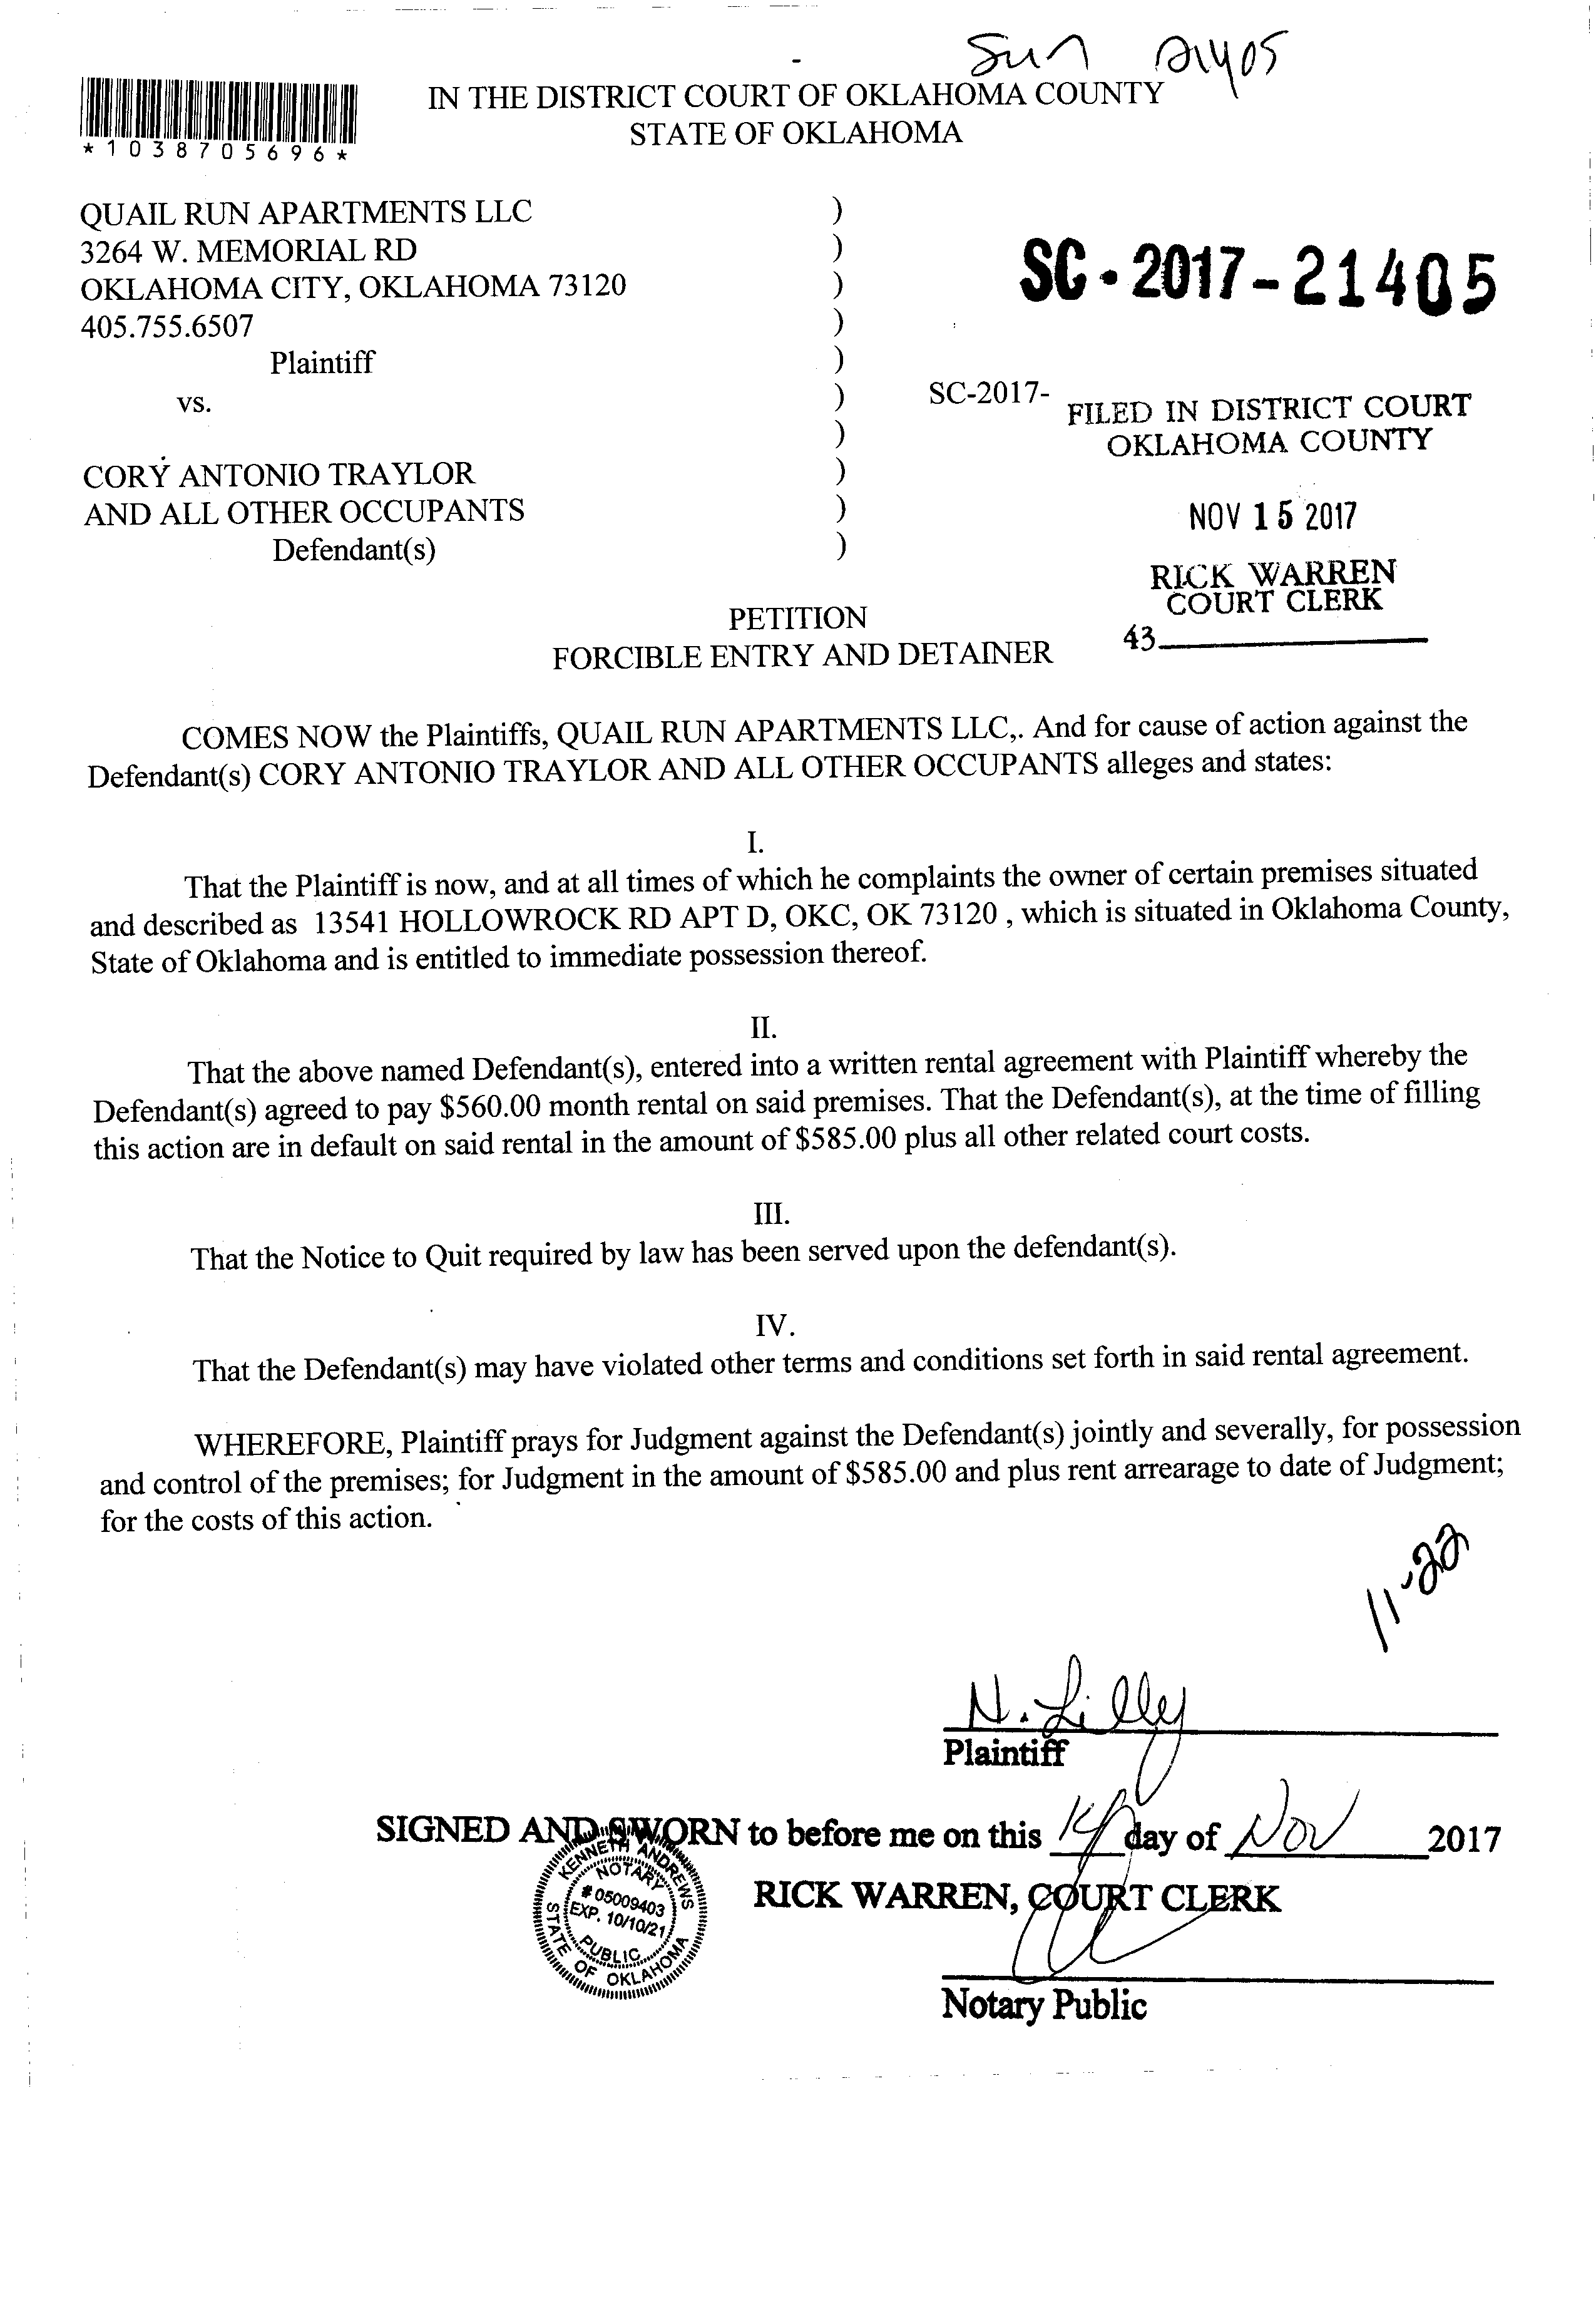 Sun 21405
IN THE DISTRICT COURT OF OKLAHOMA COUNTY
STATE OF OKLAHOMA
*1038705696*
QUAIL RUN APARTMENTS LLC )
3264 W. MEMORIAL RD )
OKLAHOMA CITY, OKLAHOMA 73120 )
405.755.6507 )
Plaintiff )
SC-2017-21405
vs. )
SC-2017-
)
FILED IN DISTRICT COURT
OKLAHOMA COUNTY
CORY ANTONIO TRAYLOR )
AND ALL OTHER OCCUPANTS )
Defendant(s) )
NOV 15 2017
RICK WARREN
COURT CLERK
43
PETITION
FORCIBLE ENTRY AND DETAINER
COMES NOW the Plaintiffs, QUAIL RUN APARTMENTS LLC,. And for cause of action against the
Defendant(s) CORY ANTONIO TRAYLOR AND ALL OTHER OCCUPANTS alleges and states:
I.
That the Plaintiff is now, and at all times of which he complaints the owner of certain premises situated
and described as 13541 HOLLOWROCK RD APT D, OKC, OK 73120 , which is situated in Oklahoma County,
State of Oklahoma and is entitled to immediate possession thereof.
II.
That the above named Defendant(s), entered into a written rental agreement with Plaintiff whereby the
Defendant(s) agreed to pay $560.00 month rental on said premises. That the Defendant(s), at the time of filling
this action are in default on said rental in the amount of $585.00 plus all other related court costs.
III.
That the Notice to Quit required by law has been served upon the defendant(s).
IV.
That the Defendant(s) may have violated other terms and conditions set forth in said rental agreement.
WHEREFORE, Plaintiff prays for Judgment against the Defendant(s) jointly and severally, for possession
and control of the premises; for Judgment in the amount of $585.00 and plus rent arrearage to date of Judgment;
for the costs of this action.
11-22
N. Lilly
Plaintiff
SIGNED AND SWORN to before me on this 14 day of Nov 2017
RICK WARREN, COURT CLERK
KENNETH ANDREWS
NOTARY
# 05009403
EXP. 10/10/21
PUBLIC
STATE OF OKLAHOMA
Notary Public